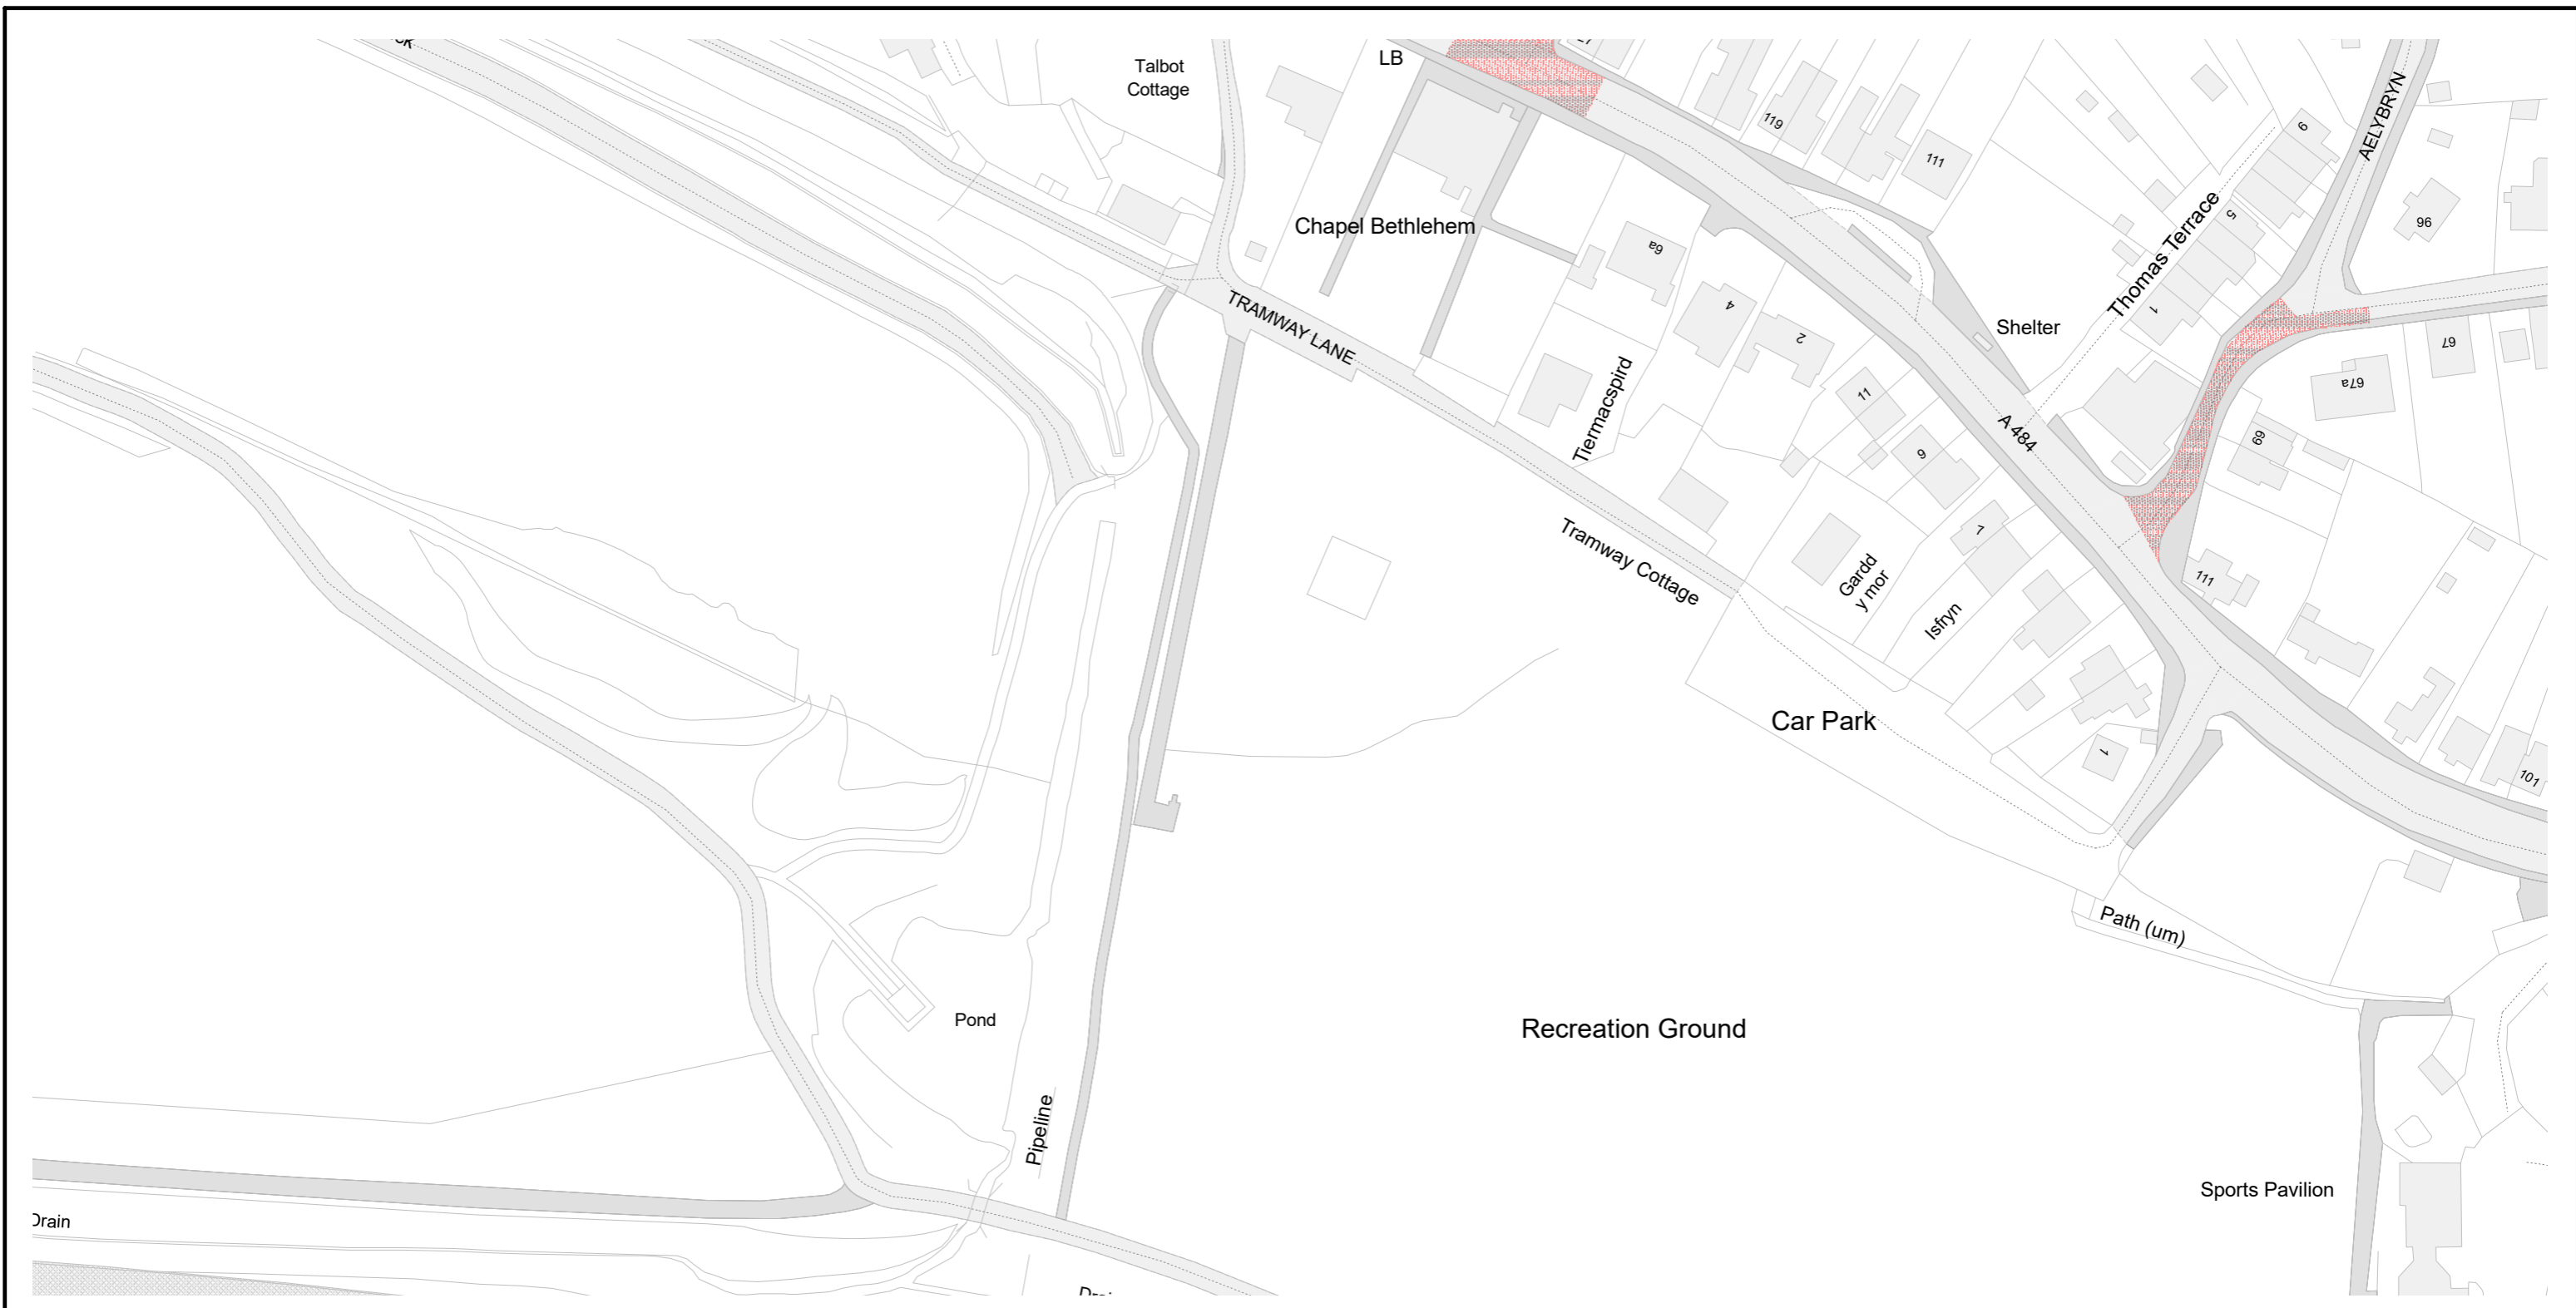 Talbot
Cottage
LB
119
111
AELYBRYN
9
5
96
Chapel Bethlehem
6a
Thomas Terrace
TRAMWAY LANE
4
2
1
Shelter
67
67a
11
Tiermacspird
A 484
69
9
7
Tramway Cottage
Gardd
y mor
111
Isfryn
Car Park
1
101
Path (um)
Pond
Recreation Ground
Pipeline
Sports Pavilion
Drain